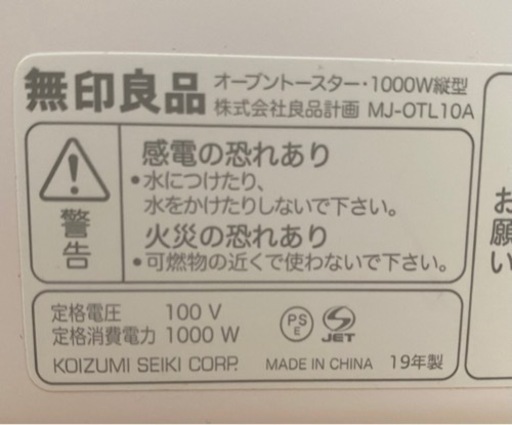 無印良品
オーブントースター・1000W縦型
株式会社良品計画 MJ-OTL10A
警告
感電の恐れあり
•水につけたり、
水をかけたりしないで下さい。
火災の恐れあり
•可燃物の近くで使わないで下さい。
お
願
い
定格電圧 100 V
定格消費電力 1000 W
PS
E
JET
KOIZUMI SEIKI CORP. MADE IN CHINA 19年製